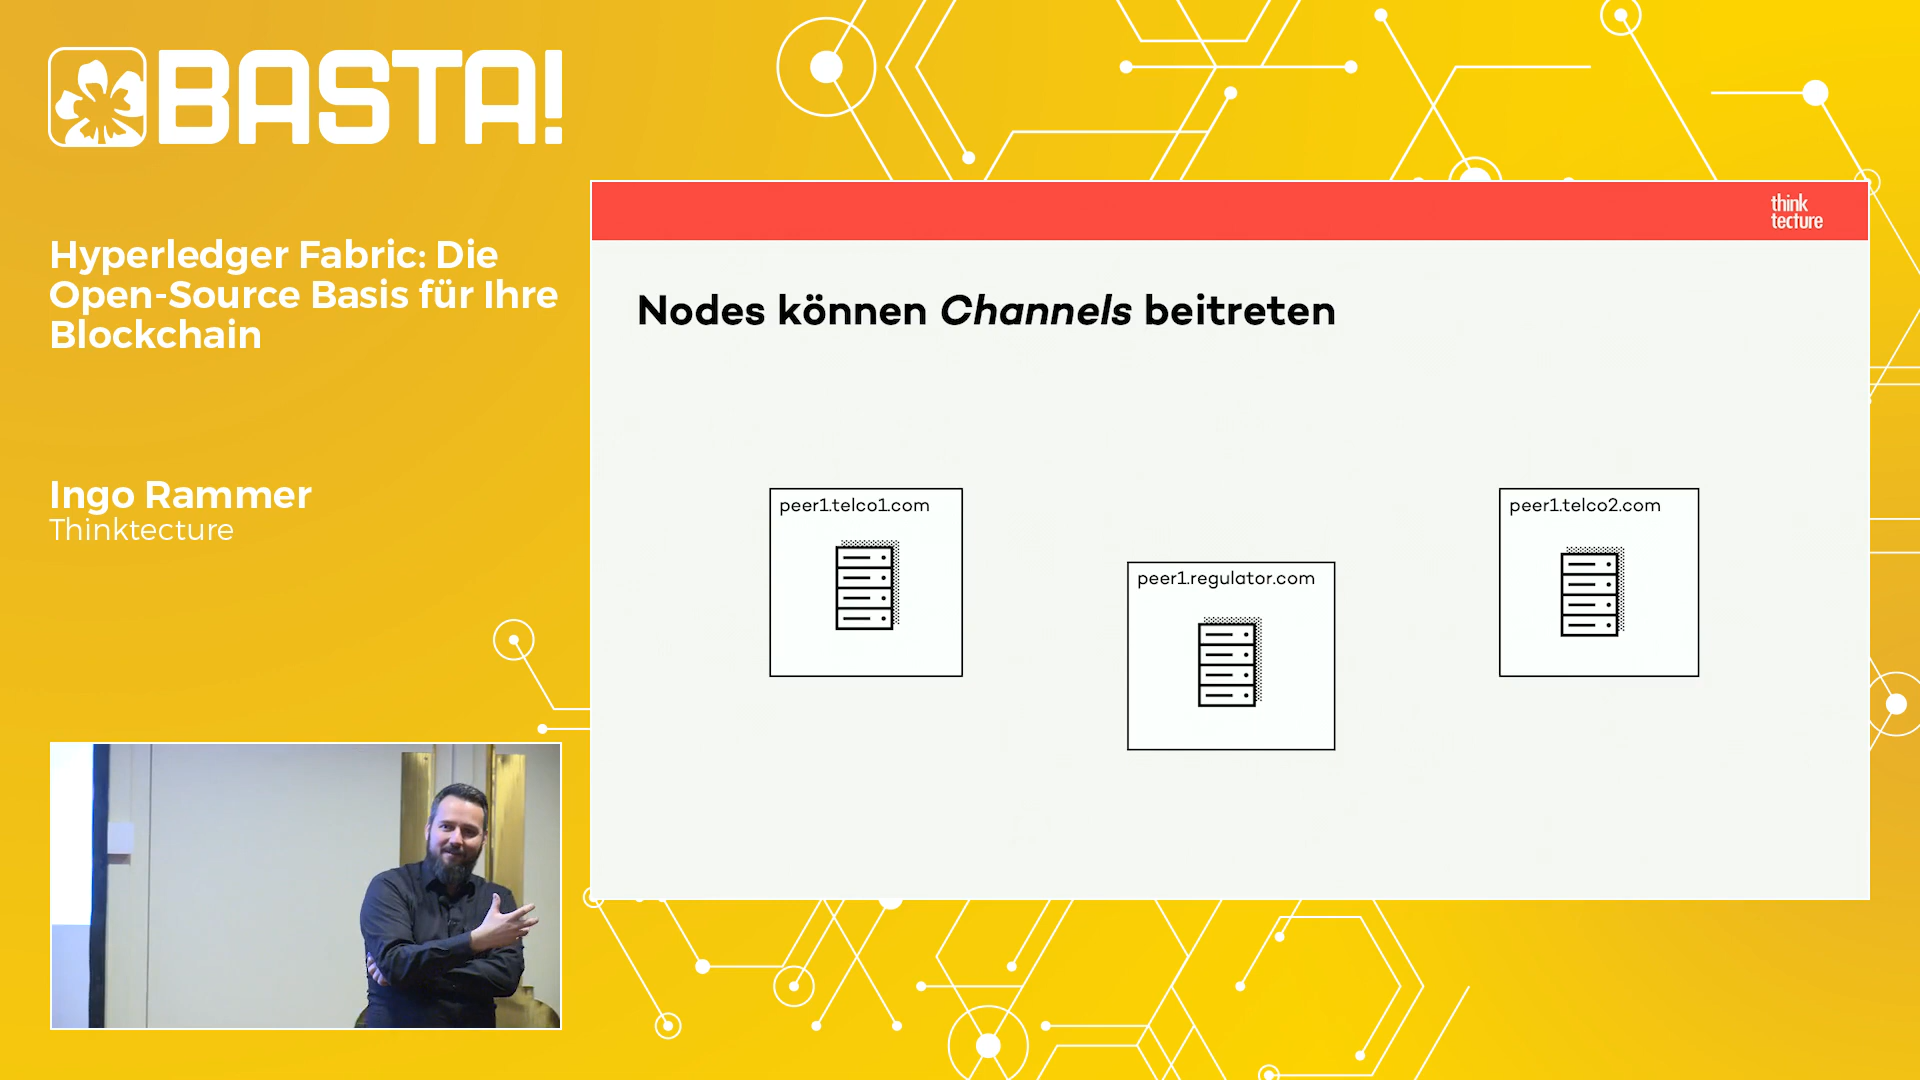 BASTA!
Hyperledger Fabric: Die
Open-Source Basis für Ihre
Blockchain
Ingo Rammer
Thinktecture
think
tecture
Nodes können Channels beitreten
peer1.telco1.com
peer1.regulator.com
peer1.telco2.com